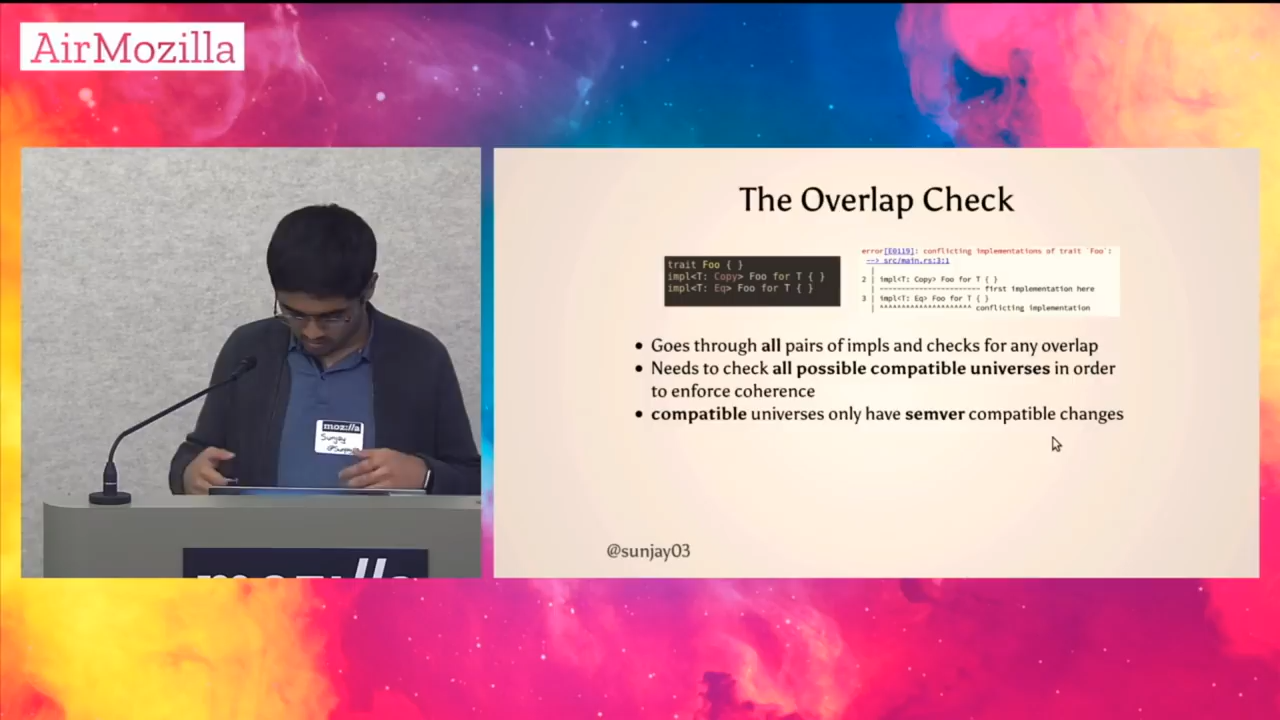 AirMozilla
The Overlap Check
trait Foo { }
impl<T: Copy> Foo for T { }
impl<T: Eq> Foo for T { }
error[E0119]: conflicting implementations of trait `Foo`:
--> src/main.rs:3:1
|
2 | impl<T: Copy> Foo for T { }
| ----------------------- first implementation here
3 | impl<T: Eq> Foo for T { }
| ^^^^^^^^^^^^^^^^^^^^^ conflicting implementation
• Goes through all pairs of impls and checks for any overlap
• Needs to check all possible compatible universes in order
to enforce coherence
• compatible universes only have semver compatible changes
@sunjay03
moz://a
Sunjay
moz://a